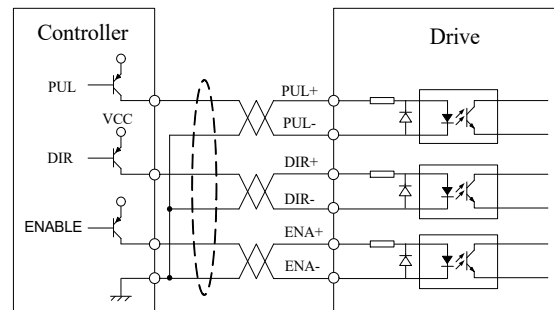 Controller
Drive
PUL
PUL+
VCC
PUL-
DIR
DIR+
DIR-
ENABLE
ENA+
ENA-